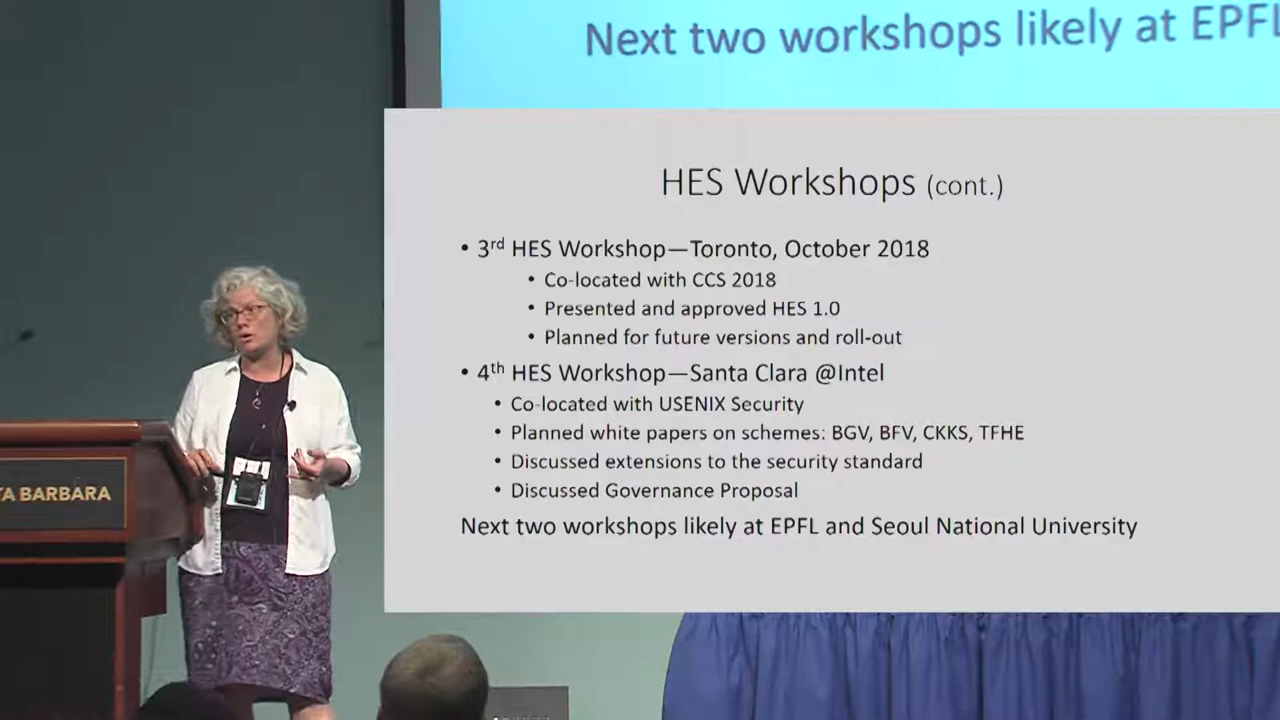 Next two workshops likely at EPFL
HES Workshops (cont.)
• 3rd HES Workshop—Toronto, October 2018
• Co-located with CCS 2018
• Presented and approved HES 1.0
• Planned for future versions and roll-out
• 4th HES Workshop—Santa Clara @Intel
• Co-located with USENIX Security
• Planned white papers on schemes: BGV, BFV, CKKS, TFHE
• Discussed extensions to the security standard
• Discussed Governance Proposal
Next two workshops likely at EPFL and Seoul National University
TA BARBARA